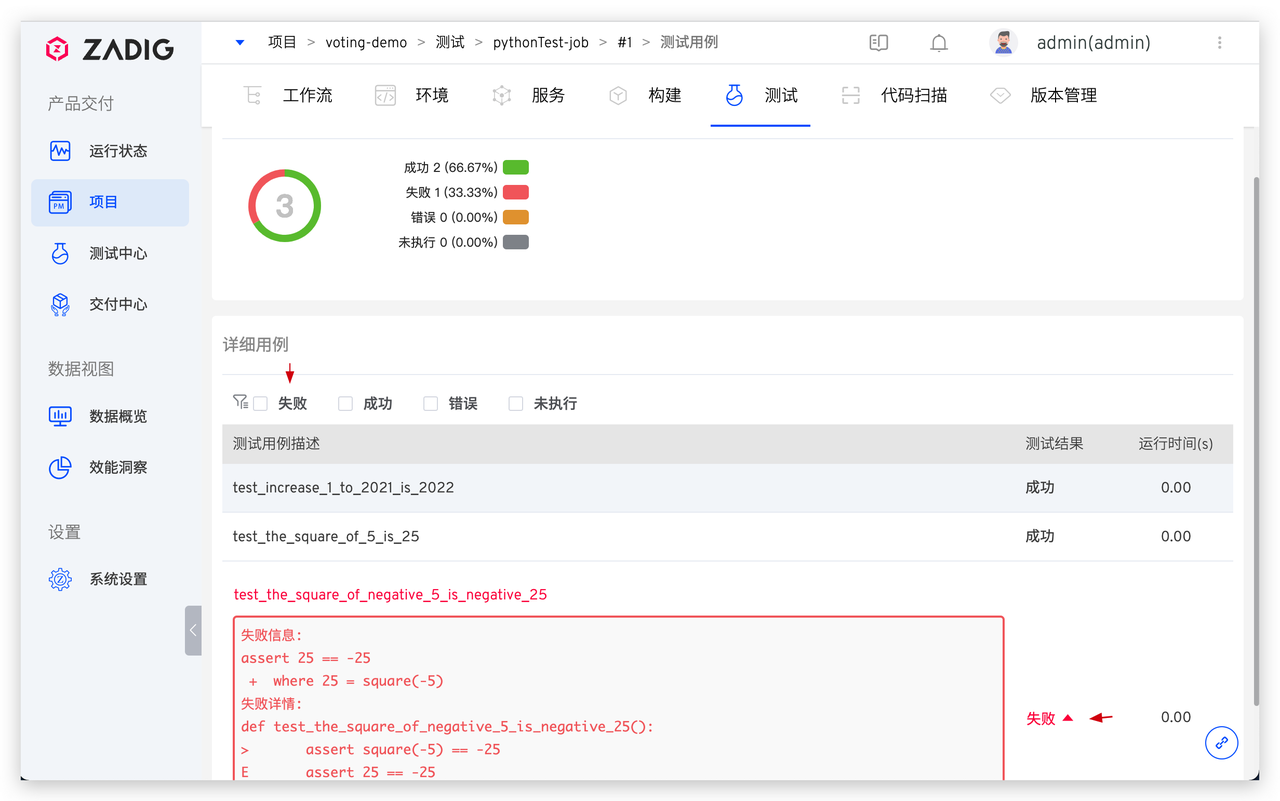 ZADIG
项目 > voting-demo > 测试 > pythonTest-job > #1 > 测试用例
admin(admin)
工作流 环境 服务 构建 测试 代码扫描 版本管理
产品交付
运行状态
项目
测试中心
交付中心
数据视图
数据概览
效能洞察
设置
系统设置
3
成功 2 (66.67%)
失败 1 (33.33%)
错误 0 (0.00%)
未执行 0 (0.00%)
详细用例
失败 成功 错误 未执行
测试用例描述 测试结果 运行时间(s)
test_increase_1_to_2021_is_2022 成功 0.00
test_the_square_of_5_is_25 成功 0.00
test_the_square_of_negative_5_is_negative_25
失败信息:
assert 25 == -25
+ where 25 = square(-5)
失败详情:
def test_the_square_of_negative_5_is_negative_25():
> assert square(-5) == -25
E assert 25 == -25
失败 0.00